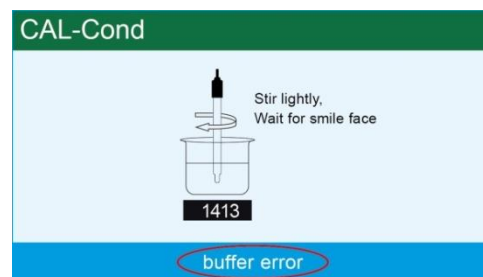 CAL-Cond
Stir lightly,
Wait for smile face
1413
buffer error